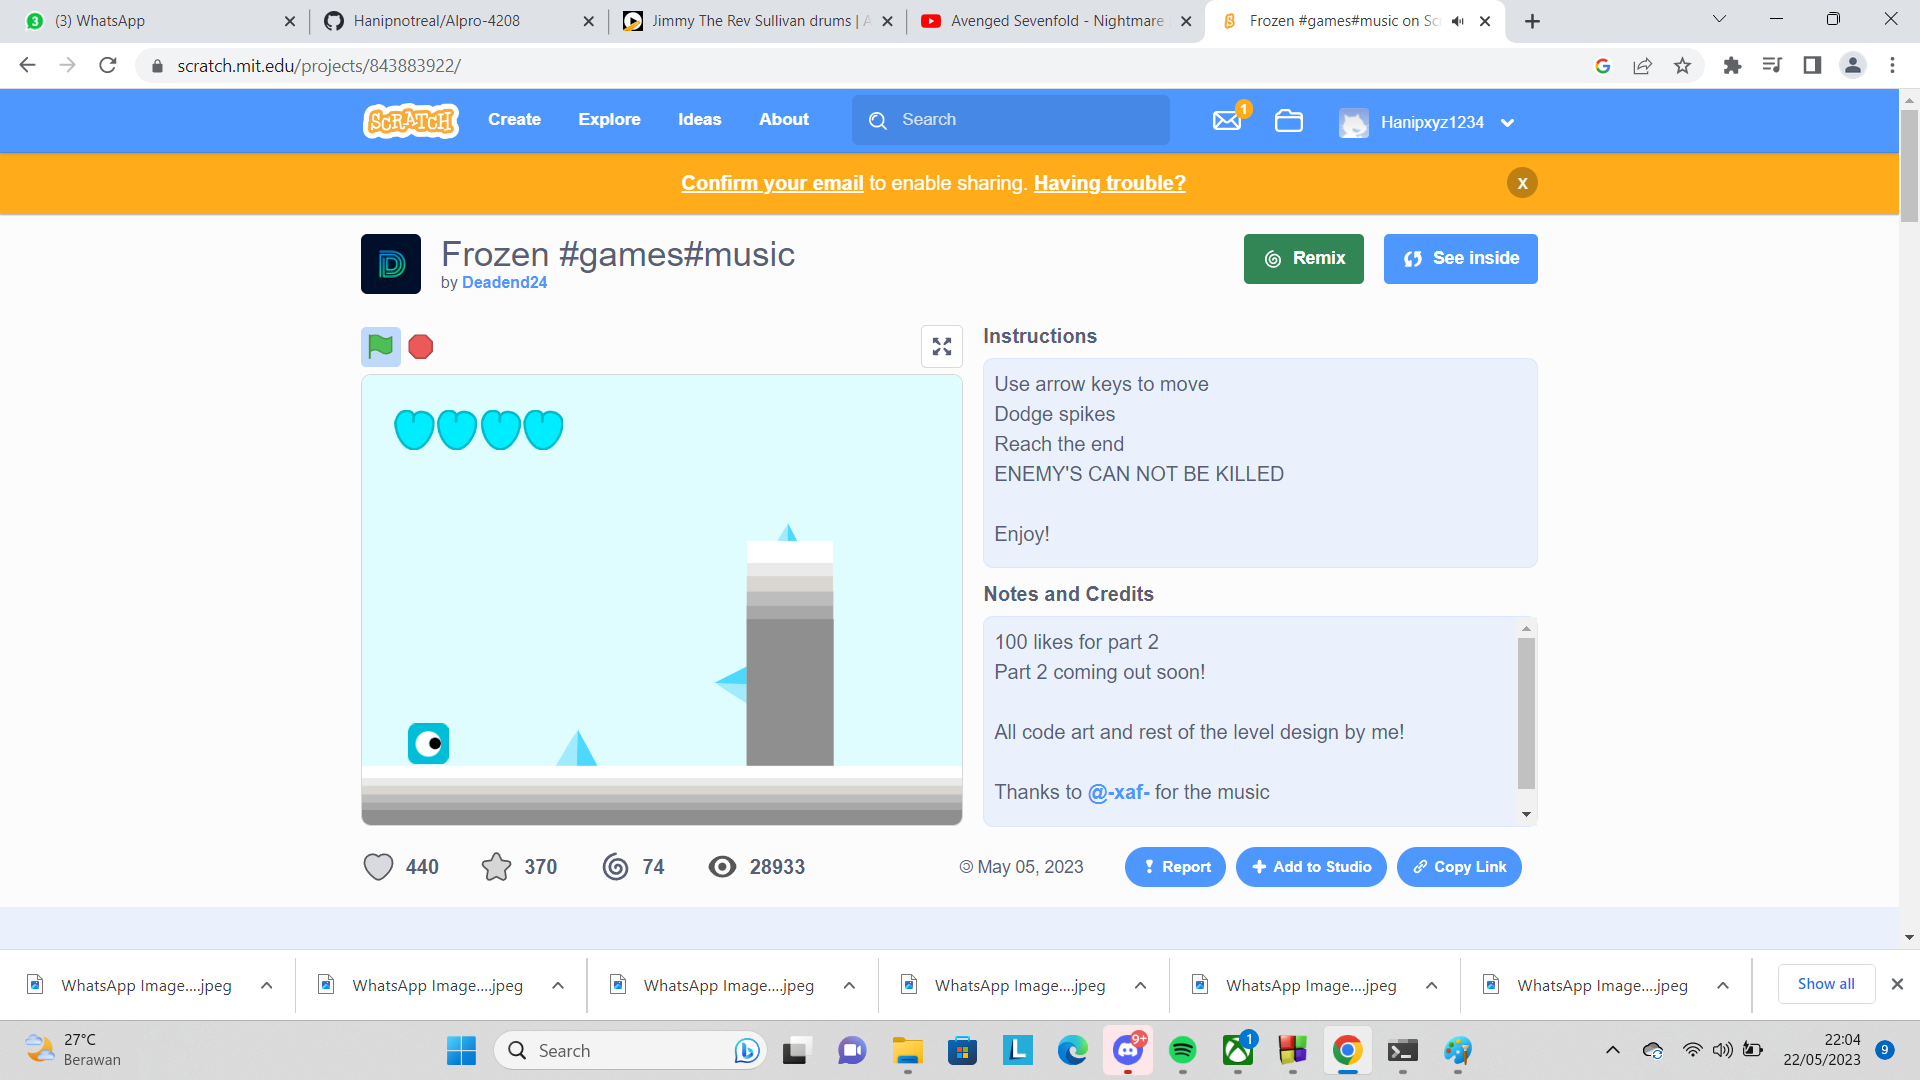 3 (3) WhatsApp
Hanipnotreal/Alpro-4208
Jimmy The Rev Sullivan drums | A
Avenged Sevenfold - Nightmare
Frozen #games#music on Scr
scratch.mit.edu/projects/843883922/
SCRATCH
Create
Explore
Ideas
About
Search
1
Hanipxyz1234
Confirm your email to enable sharing. Having trouble?
X
Frozen #games#music
by Deadend24
Remix
See inside
Instructions
Use arrow keys to move
Dodge spikes
Reach the end
ENEMY'S CAN NOT BE KILLED
Enjoy!
Notes and Credits
100 likes for part 2
Part 2 coming out soon!
All code art and rest of the level design by me!
Thanks to @-xaf- for the music
440
370
74
28933
© May 05, 2023
Report
Add to Studio
Copy Link
WhatsApp Image....jpeg
WhatsApp Image....jpeg
WhatsApp Image....jpeg
WhatsApp Image....jpeg
WhatsApp Image....jpeg
WhatsApp Image....jpeg
Show all
27°C
Berawan
Search
L
9+
1
22:04
22/05/2023
9